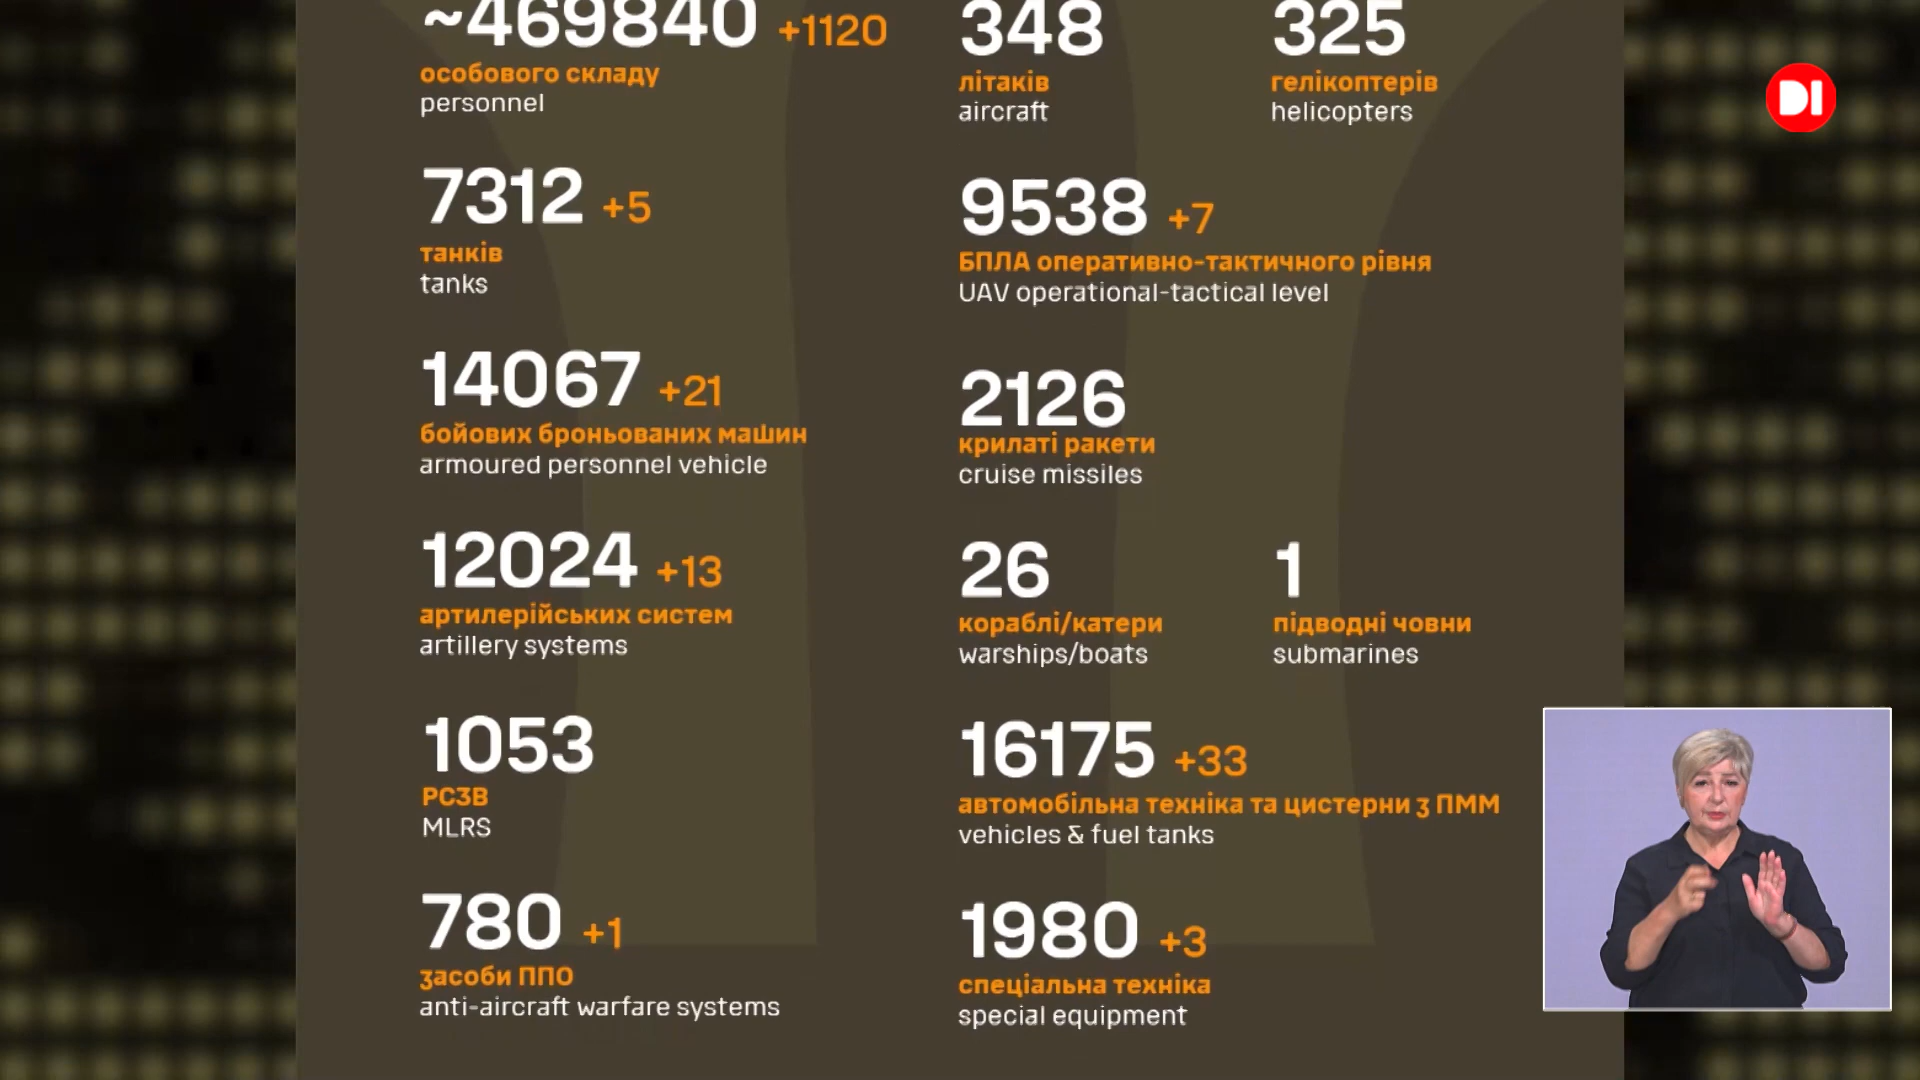 ~469840 +1120
особового складу
personnel
348
літаків
aircraft
325
гелікоптерів
helicopters
DI
7312 +5
танків
tanks
9538 +7
БПЛА оперативно-тактичного рівня
UAV operational-tactical level
14067 +21
бойових броньованих машин
armoured personnel vehicle
2126
крилаті ракети
cruise missiles
12024 +13
артилерійських систем
artillery systems
26
кораблі/катери
warships/boats
1
підводні човни
submarines
1053
РСЗВ
MLRS
16175 +33
автомобільна техніка та цистерни з ПММ
vehicles & fuel tanks
780 +1
засоби ППО
anti-aircraft warfare systems
1980 +3
спеціальна техніка
special equipment